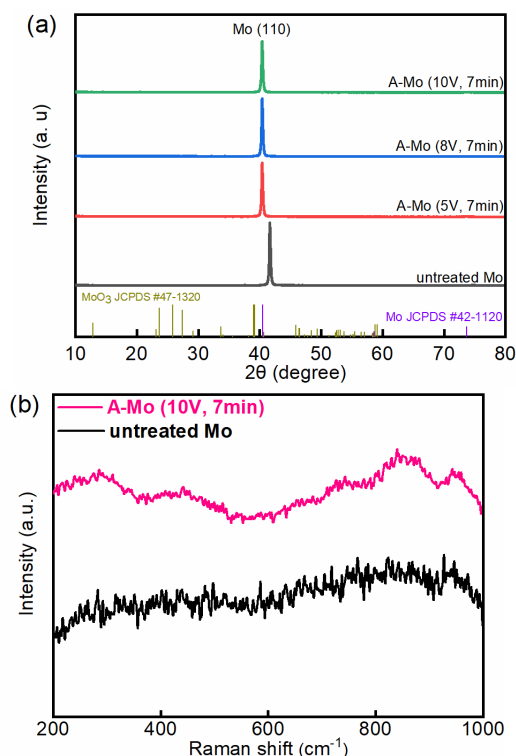 (a)
Mo (110)
A-Mo (10V, 7min)
A-Mo (8V, 7min)
A-Mo (5V, 7min)
untreated Mo
MoO3 JCPDS #47-1320
Mo JCPDS #42-1120
Intensity (a. u)
10 20 30 40 50 60 70 80
2θ (degree)
(b)
A-Mo (10V, 7min)
untreated Mo
Intensity (a.u.)
200 400 600 800 1000
Raman shift (cm-1)